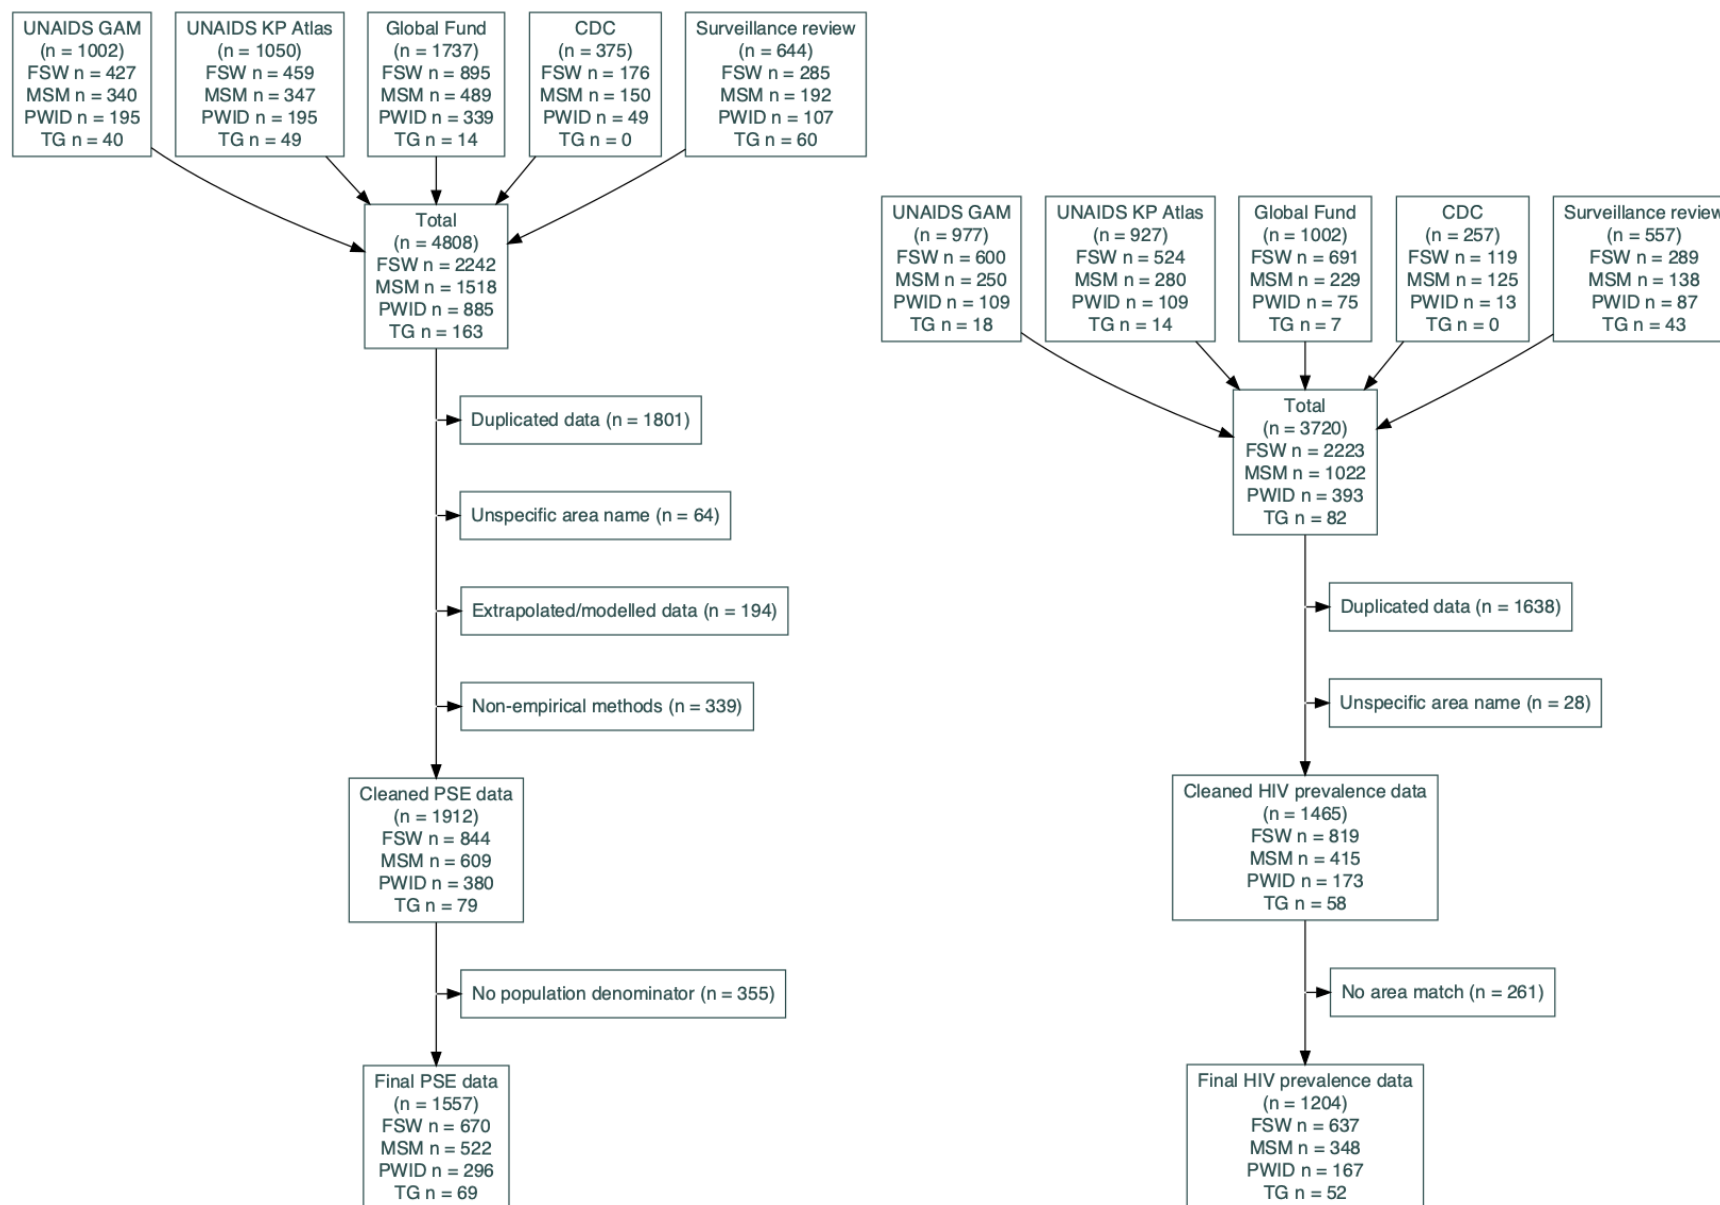 UNAIDS GAM
(n = 1002)
FSW n = 427
MSM n = 340
PWID n = 195
TG n = 40
UNAIDS KP Atlas
(n = 1050)
FSW n = 459
MSM n = 347
PWID n = 195
TG n = 49
Global Fund
(n = 1737)
FSW n = 895
MSM n = 489
PWID n = 339
TG n = 14
CDC
(n = 375)
FSW n = 176
MSM n = 150
PWID n = 49
TG n = 0
Surveillance review
(n = 644)
FSW n = 285
MSM n = 192
PWID n = 107
TG n = 60
Total
(n = 4808)
FSW n = 2242
MSM n = 1518
PWID n = 885
TG n = 163
Duplicated data (n = 1801)
Unspecific area name (n = 64)
Extrapolated/modelled data (n = 194)
Non-empirical methods (n = 339)
Cleaned PSE data
(n = 1912)
FSW n = 844
MSM n = 609
PWID n = 380
TG n = 79
No population denominator (n = 355)
Final PSE data
(n = 1557)
FSW n = 670
MSM n = 522
PWID n = 296
TG n = 69
UNAIDS GAM
(n = 977)
FSW n = 600
MSM n = 250
PWID n = 109
TG n = 18
UNAIDS KP Atlas
(n = 927)
FSW n = 524
MSM n = 280
PWID n = 109
TG n = 14
Global Fund
(n = 1002)
FSW n = 691
MSM n = 229
PWID n = 75
TG n = 7
CDC
(n = 257)
FSW n = 119
MSM n = 125
PWID n = 13
TG n = 0
Surveillance review
(n = 557)
FSW n = 289
MSM n = 138
PWID n = 87
TG n = 43
Total
(n = 3720)
FSW n = 2223
MSM n = 1022
PWID n = 393
TG n = 82
Duplicated data (n = 1638)
Unspecific area name (n = 28)
Cleaned HIV prevalence data
(n = 1465)
FSW n = 819
MSM n = 415
PWID n = 173
TG n = 58
No area match (n = 261)
Final HIV prevalence data
(n = 1204)
FSW n = 637
MSM n = 348
PWID n = 167
TG n = 52